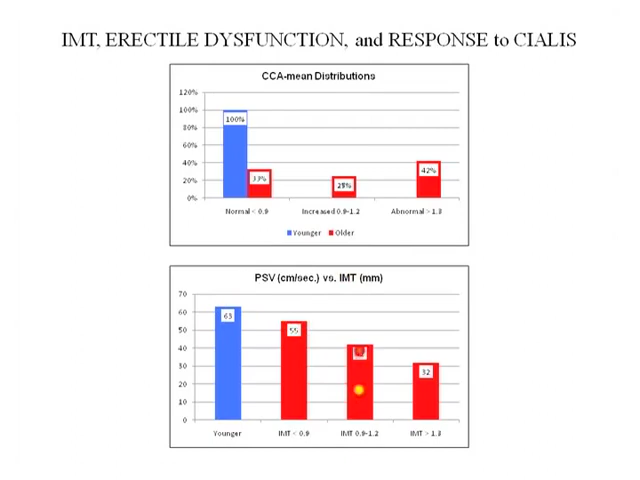 IMT, ERECTILE DYSFUNCTION, and RESPONSE to CIALIS
CCA-mean Distributions
120%
100%
80%
60%
40%
20%
0%
100%
33%
25%
42%
Normal < 0.9
Increased 0.9-1.2
Abnormal > 1.3
Younger
Older
PSV (cm/sec.) vs. IMT (mm)
70
60
50
40
30
20
10
0
63
55
32
Younger
IMT < 0.9
IMT 0.9-1.2
IMT > 1.3